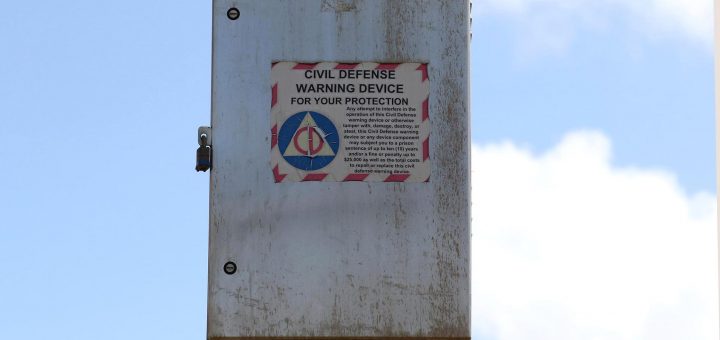 CIVIL DEFENSE
WARNING DEVICE
FOR YOUR PROTECTION
Any attempt to interfere in the
operation of this Civil Defense
warning device or otherwise
tamper with, damage, destroy, or
steal, this Civil Defense warning
device or any device component
may subject you to a prison
sentence of up to ten (10) years
and/or a fine or penalty up to
$25,000 as well as the total costs
to repair or replace this civil
defense warning device.
CD